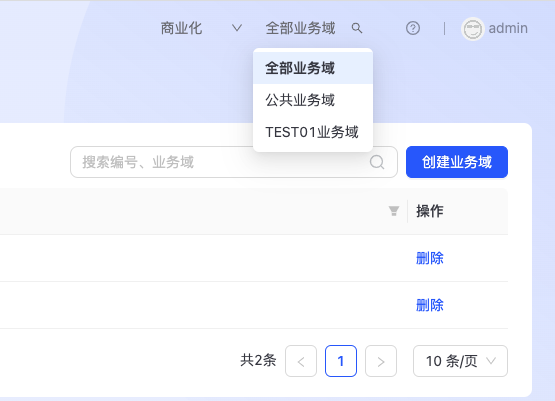 商业化 全部业务域 admin
全部业务域
公共业务域
TEST01业务域
搜索编号、业务域 创建业务域
操作
删除
删除
共2条 1 10 条/页